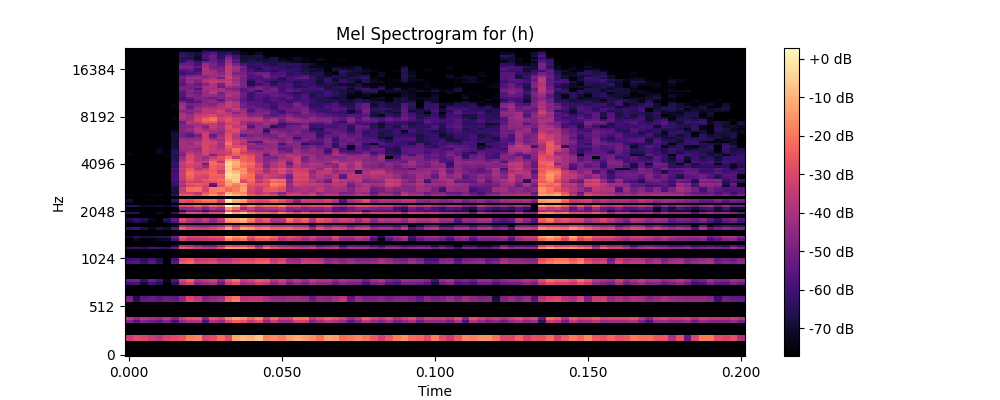 Mel Spectrogram for (h)
Hz
16384
8192
4096
2048
1024
512
0
0.000 0.050 0.100 0.150 0.200
Time
+0 dB
-10 dB
-20 dB
-30 dB
-40 dB
-50 dB
-60 dB
-70 dB